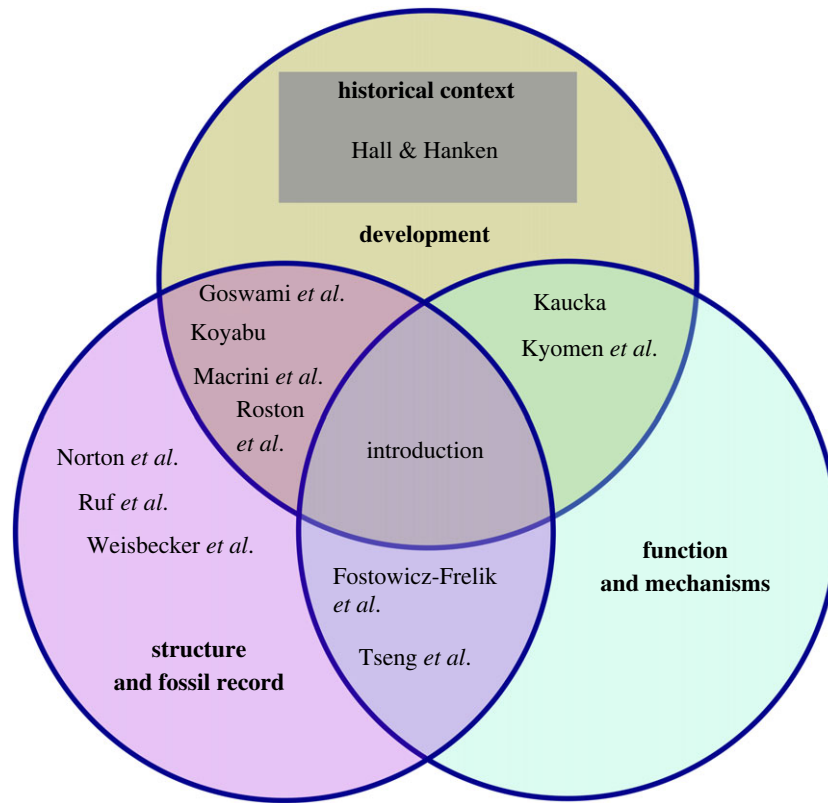 historical context
Hall & Hanken
development
Goswami et al.
Koyabu
Macrini et al.
Roston
et al.
Kaucka
Kyomen et al.
introduction
Norton et al.
Ruf et al.
Weisbecker et al.
structure
and fossil record
Fostowicz-Frelik
et al.
Tseng et al.
function
and mechanisms